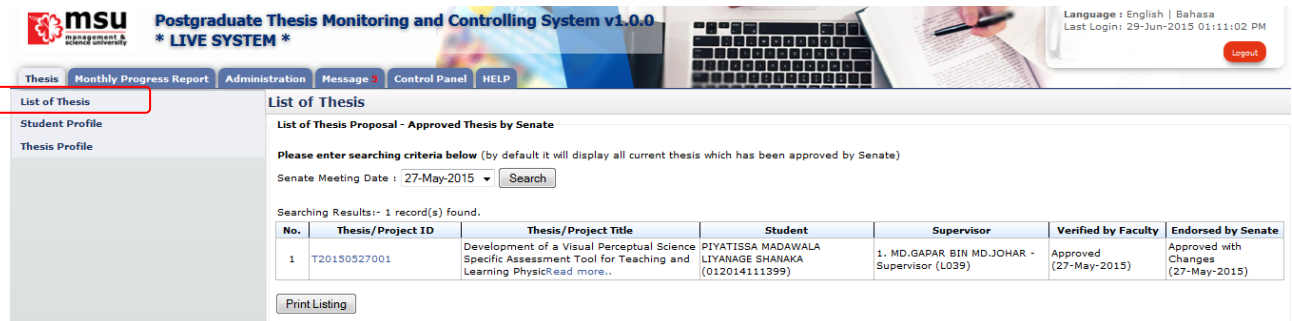 msu
management &
science university
Postgraduate Thesis Monitoring and Controlling System v1.0.0
* LIVE SYSTEM *
Language : English | Bahasa
Last Login: 29-Jun-2015 01:11:02 PM
Logout
Thesis Monthly Progress Report Administration Message 5 Control Panel HELP
List of Thesis
Student Profile
Thesis Profile
List of Thesis
List of Thesis Proposal - Approved Thesis by Senate
Please enter searching criteria below (by default it will display all current thesis which has been approved by Senate)
Senate Meeting Date : 27-May-2015 Search
Searching Results:- 1 record(s) found.
No. Thesis/Project ID Thesis/Project Title Student Supervisor Verified by Faculty Endorsed by Senate
1 T20150527001
Development of a Visual Perceptual Science
Specific Assessment Tool for Teaching and
Learning PhysicRead more..
PIYATISSA MADAWALA
LIYANAGE SHANAKA
(012014111399)
1. MD.GAPAR BIN MD.JOHAR -
Supervisor (L039)
Approved
(27-May-2015)
Approved with
Changes
(27-May-2015)
Print Listing